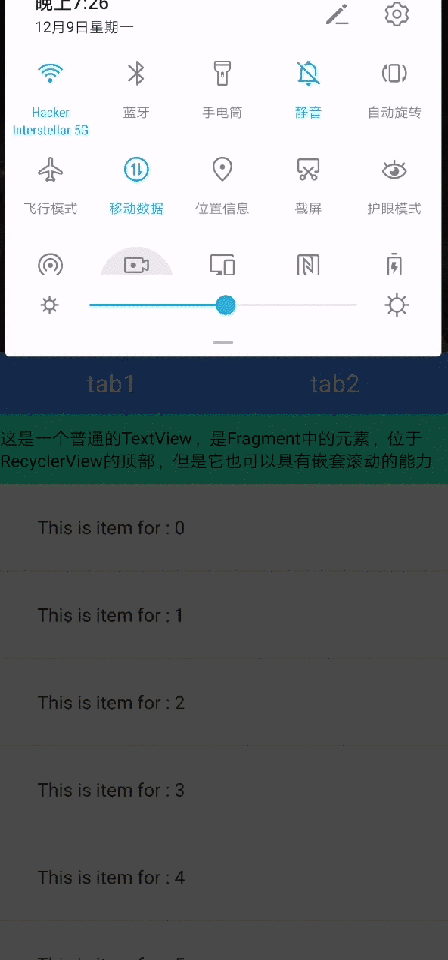 晚上7:26
12月9日星期一
Hacker
Interstellar 5G
蓝牙
手电筒
静音
自动旋转
飞行模式
移动数据
位置信息
截屏
护眼模式
tab1
tab2
这是一个普通的TextView，是Fragment中的元素，位于
RecyclerView的顶部，但是它也可以具有嵌套滚动的能力
This is item for : 0
This is item for : 1
This is item for : 2
This is item for : 3
This is item for : 4